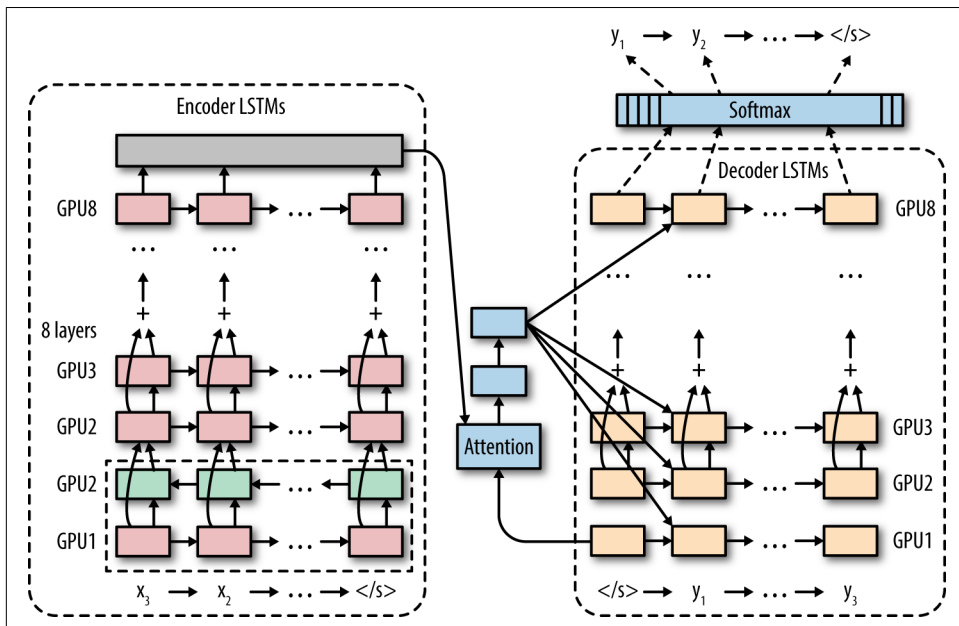 y1 y2 ... </s>
Softmax
Encoder LSTMs
Decoder LSTMs
GPU8 ...
... GPU8
... ... ...
... ... ...
+ + +
8 layers
+ + +
GPU3 ...
GPU2 ...
GPU2 ...
GPU1 ...
x3 x2 ... </s>
Attention
... GPU3
... GPU2
... GPU1
</s> y1 ... y3